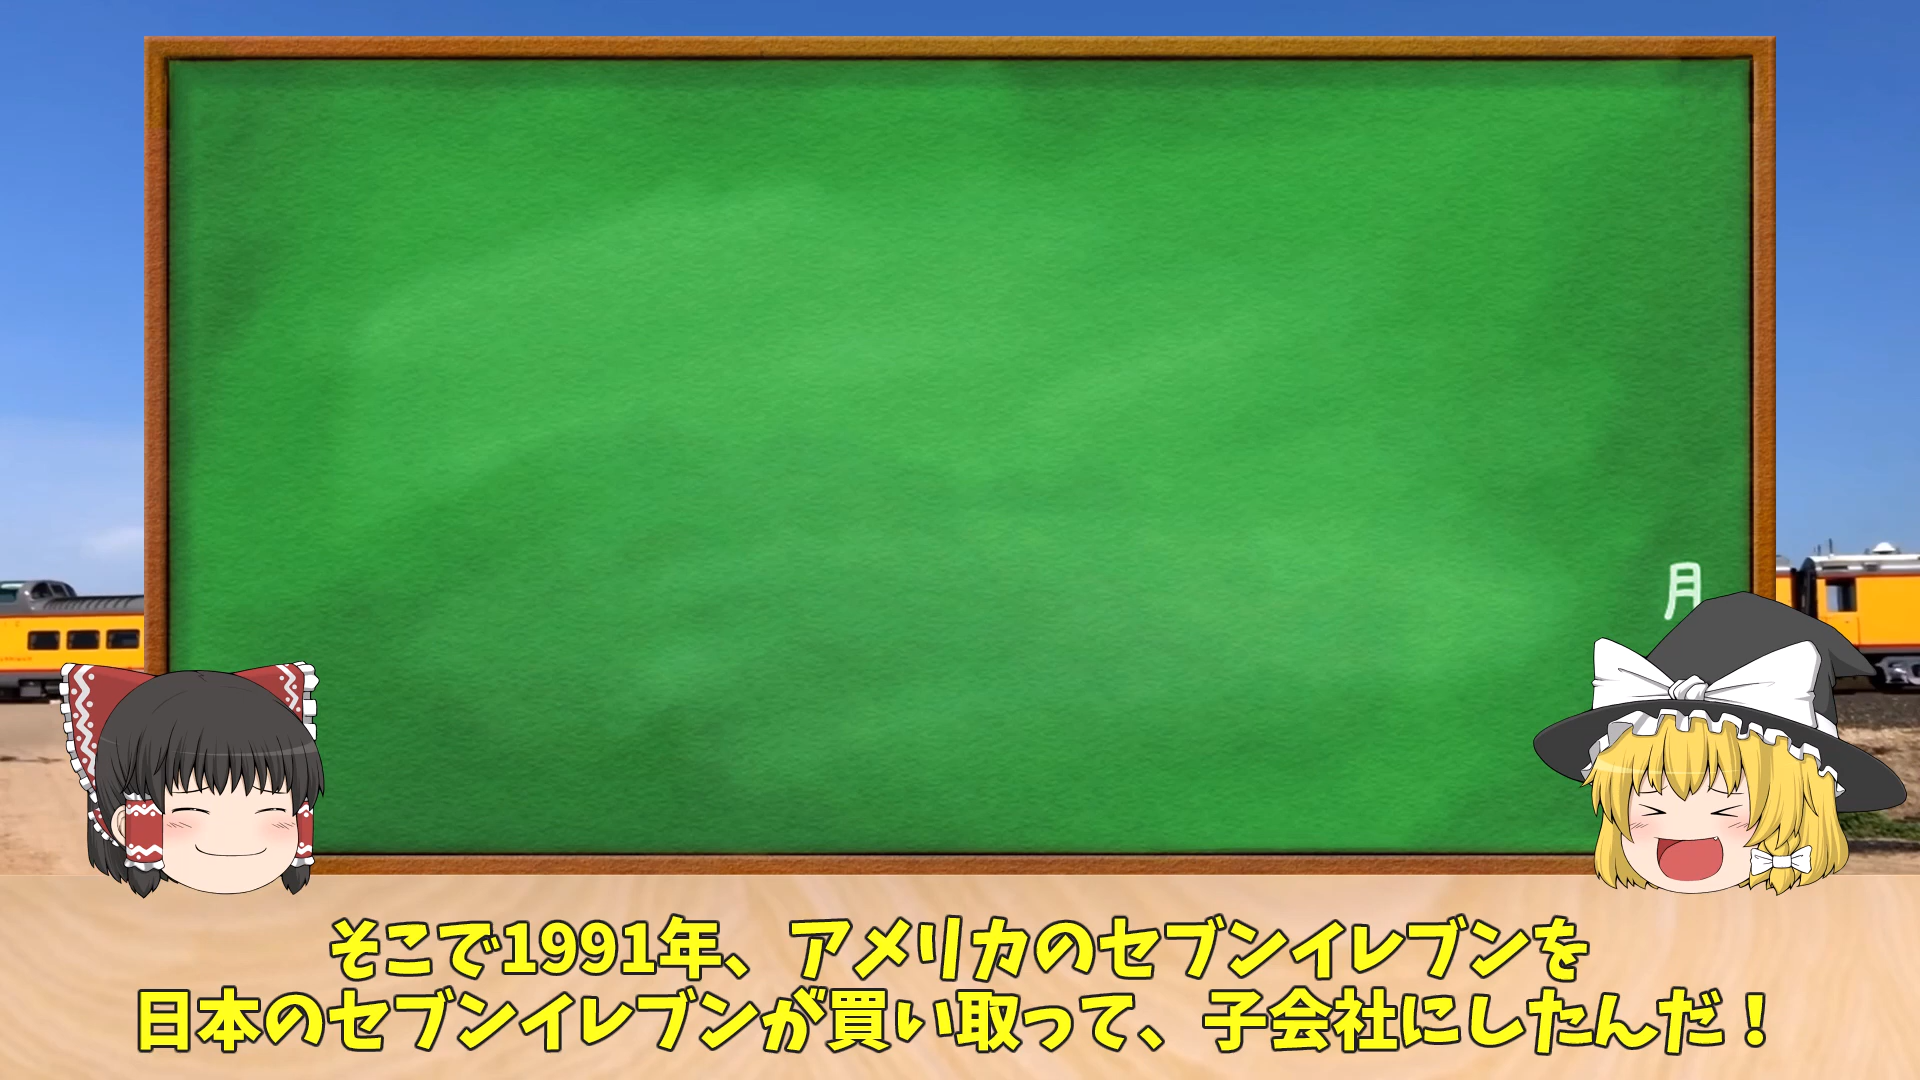 月
そこで1991年、アメリカのセブンイレブンを
日本のセブンイレブンが買い取って、子会社にしたんだ！